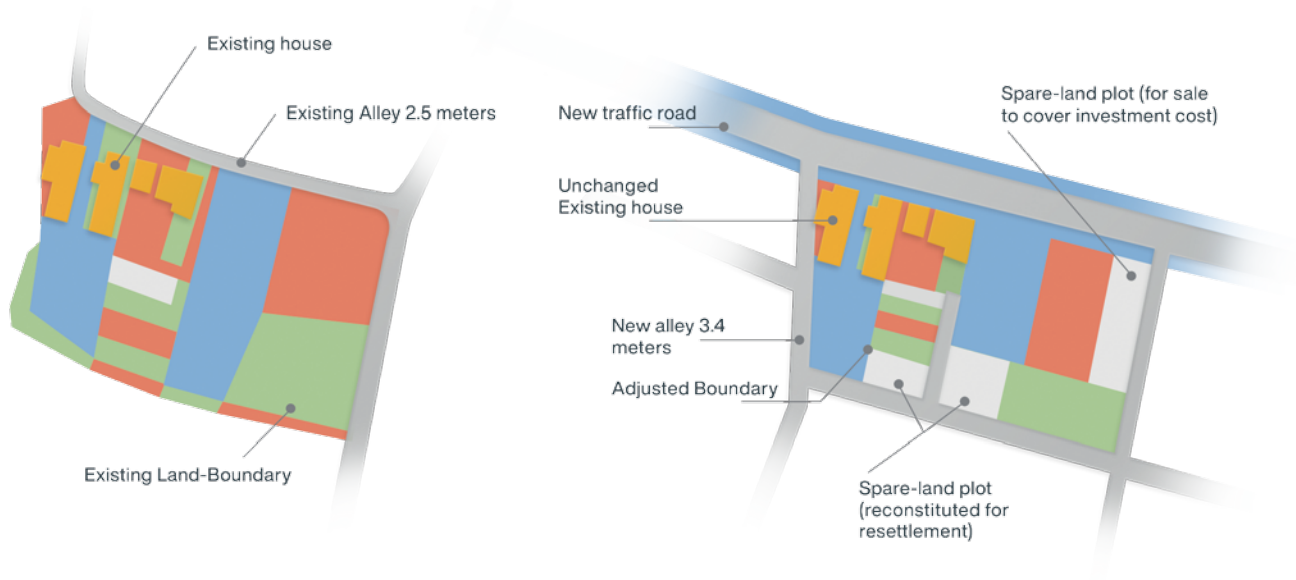 Existing house
Existing Alley 2.5 meters
Existing Land-Boundary
New traffic road
Unchanged
Existing house
New alley 3.4
meters
Adjusted Boundary
Spare-land plot (for sale
to cover investment cost)
Spare-land plot
(reconstituted for
resettlement)